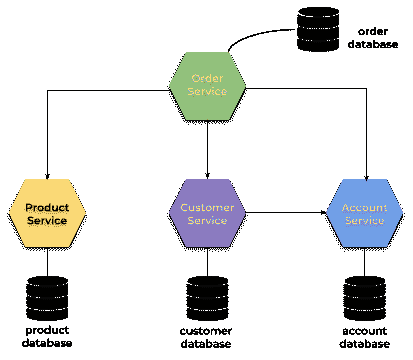 order
database
Order
Service
Product
Service
Customer
Service
Account
Service
product
database
customer
database
account
database